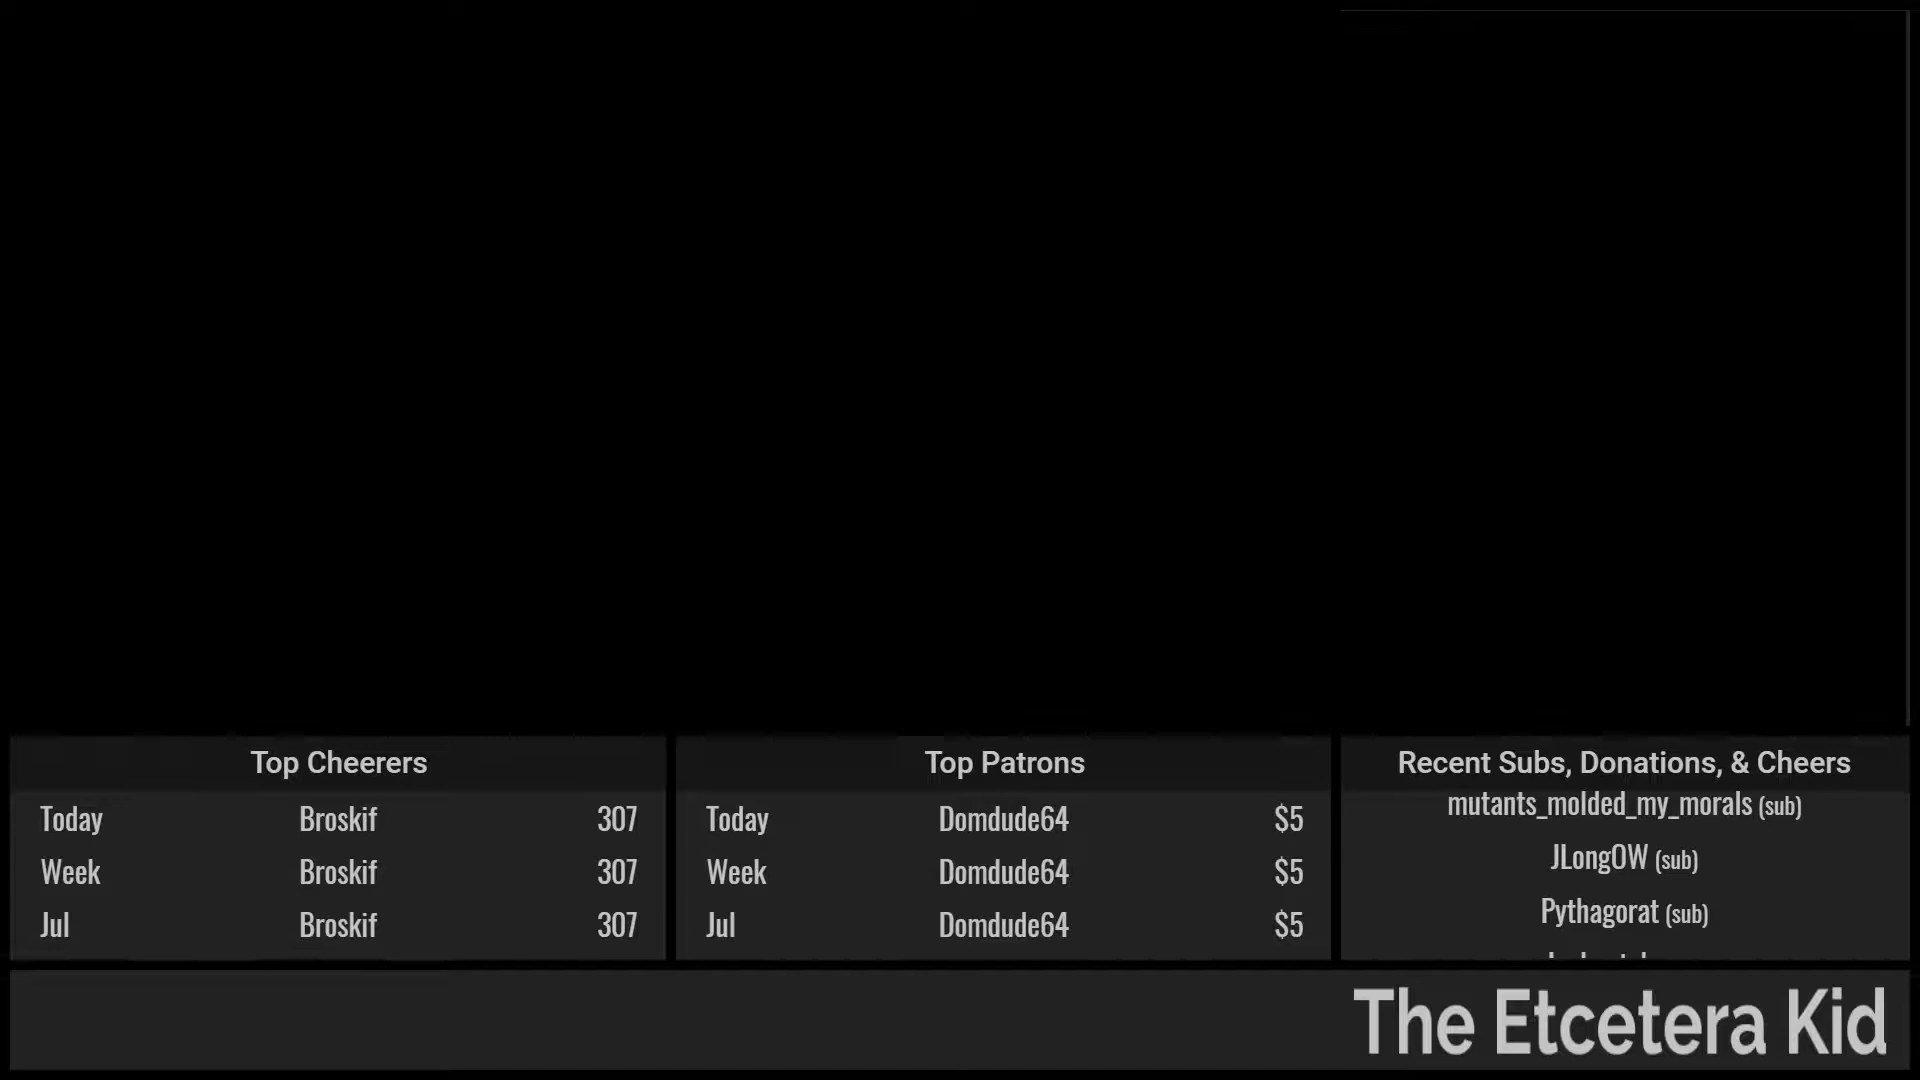 Top Cheerers
Today Broskif 307
Week Broskif 307
Jul Broskif 307
Top Patrons
Today Domdude64 $5
Week Domdude64 $5
Jul Domdude64 $5
Recent Subs, Donations, & Cheers
mutants_molded_my_morals (sub)
JLongOW (sub)
Pythagorat (sub)
The Etcetera Kid